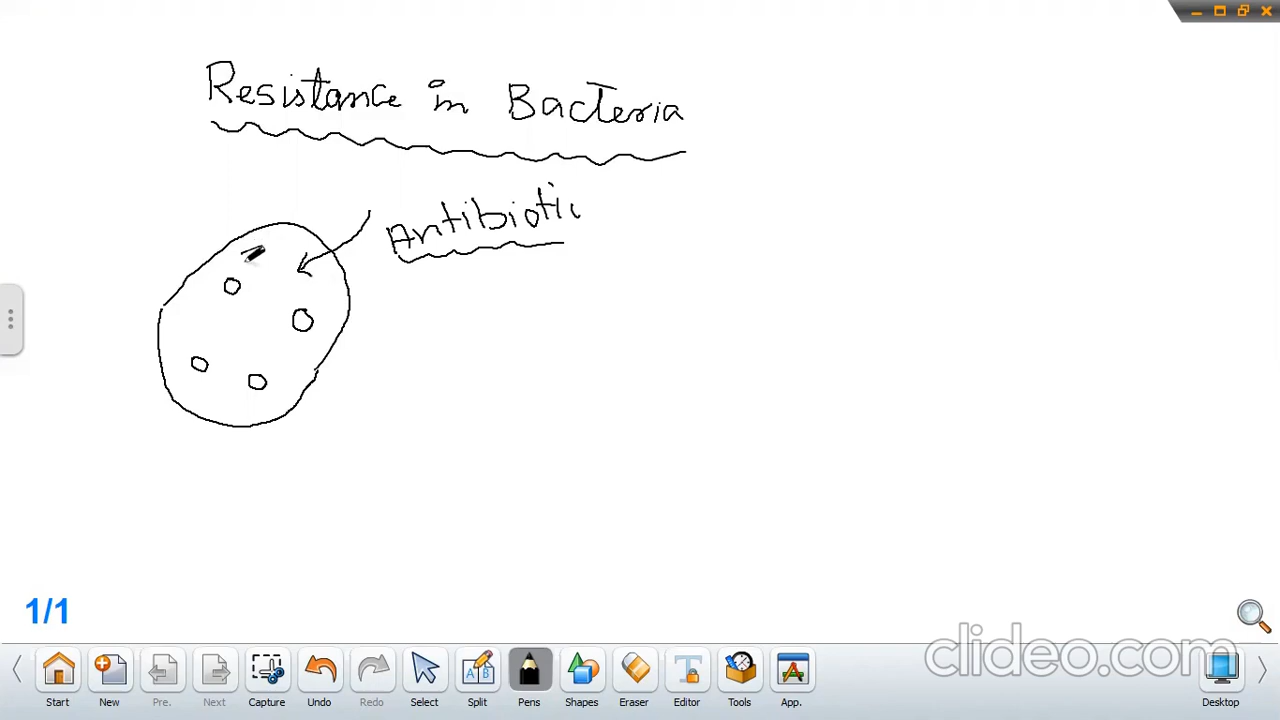 Resistance in Bacteria
Antibiotic
1/1
clideo.com
Start New Pre. Next Capture Undo Redo Select Split Pens Shapes Eraser Editor Tools App. Desktop